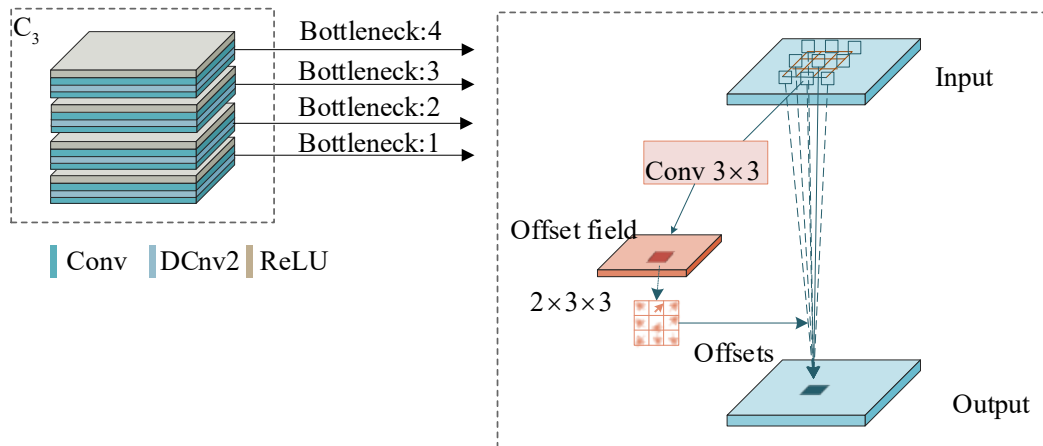 C3
Bottleneck:4
Bottleneck:3
Bottleneck:2
Bottleneck:1
Conv DCnv2 ReLU
Input
Conv 3×3
Offset field
2×3×3
Offsets
Output